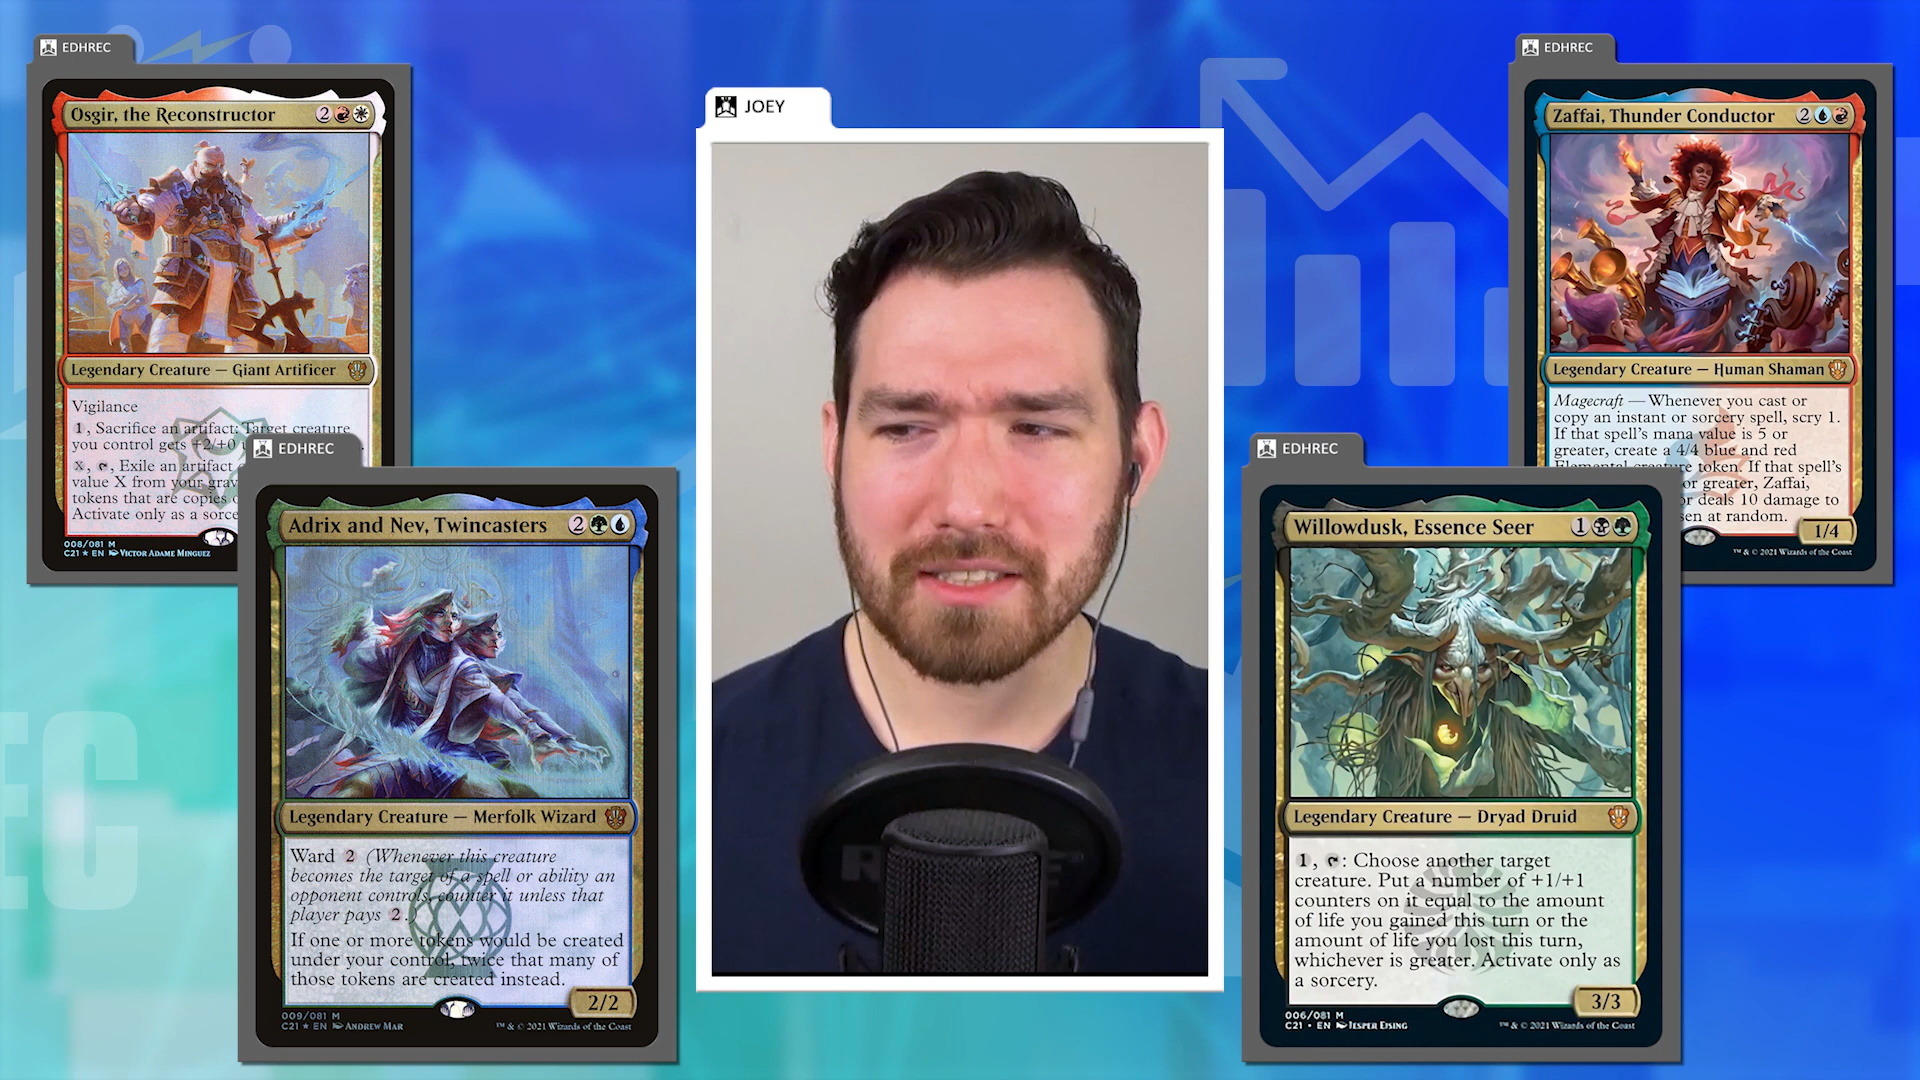 EDHREC
Osgir, the Reconstructor 2
Legendary Creature — Giant Artificer
Vigilance
1, Sacrifice an artifact: Target creature
you control gets +2/+0
X, , Exile an artifact
value X from your
tokens that are copies
Activate only as a
008/081 M
C21 ★ EN Victor Adame Minguez
EDHREC
Adrix and Nev, Twincasters 2
Legendary Creature — Merfolk Wizard
Ward 2 (Whenever this creature
becomes the target of a spell or ability an
opponent controls, counter it unless that
player pays 2.)
If one or more tokens would be created
under your control, twice that many of
those tokens are created instead.
2/2
009/081 M
C21 ★ EN Andrew Mar
™ & © 2021 Wizards of the Coast
JOEY
EDHREC
Zaffai, Thunder Conductor 2
Legendary Creature — Human Shaman
Magecraft — Whenever you cast or
copy an instant or sorcery spell, scry 1.
If that spell's mana value is 5 or
greater, create a 4/4 blue and red
Elemental creature token. If that spell's
or greater, Zaffai,
deals 10 damage to
at random.
1/4
™ & © 2021 Wizards of the Coast
EDHREC
Willowdusk, Essence Seer 1
Legendary Creature — Dryad Druid
1, : Choose another target
creature. Put a number of +1/+1
counters on it equal to the amount
of life you gained this turn or the
amount of life you lost this turn,
whichever is greater. Activate only as
a sorcery.
3/3
006/081 M
C21 • EN Jesper Ejsing
™ & © 2021 Wizards of the Coast
EC